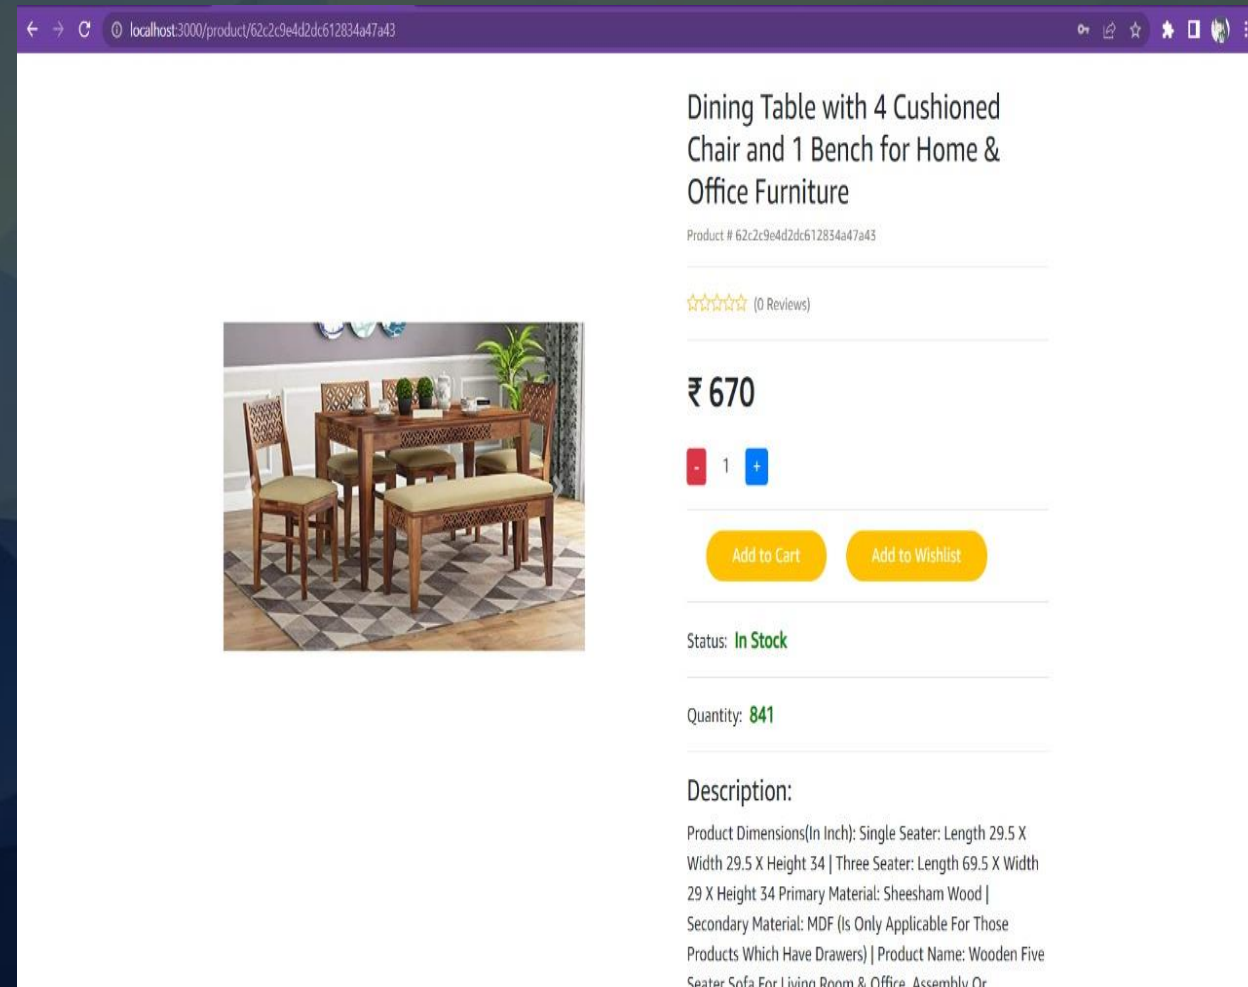 localhost:3000/product/62c2c9e4d2dc612834a47a43
Dining Table with 4 Cushioned
Chair and 1 Bench for Home &
Office Furniture
Product # 62c2c9e4d2dc612834a47a43
(0 Reviews)
₹ 670
- 1 +
Add to Cart Add to Wishlist
Status: In Stock
Quantity: 841
Description:
Product Dimensions(In Inch): Single Seater: Length 29.5 X
Width 29.5 X Height 34 | Three Seater: Length 69.5 X Width
29 X Height 34 Primary Material: Sheesham Wood |
Secondary Material: MDF (Is Only Applicable For Those
Products Which Have Drawers) | Product Name: Wooden Five
Seater Sofa For Living Room & Office, Assembly Or